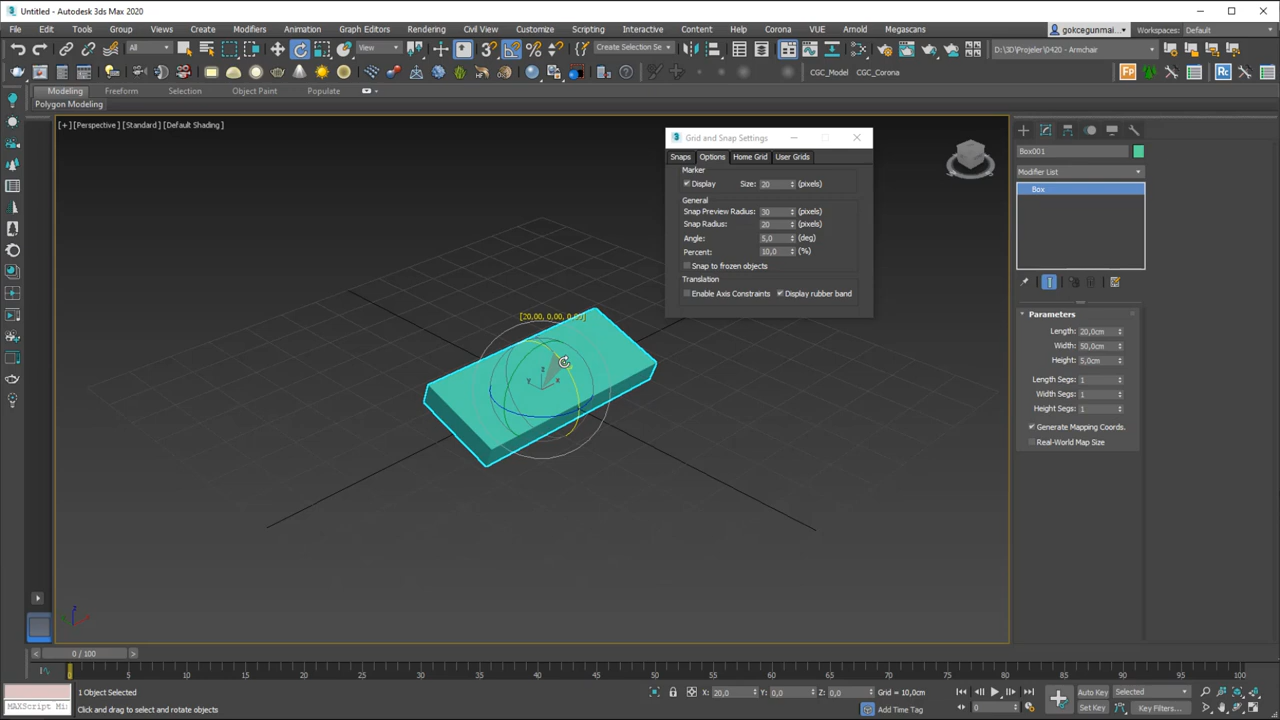 Untitled - Autodesk 3ds Max 2020
File Edit Tools Group Views Create Modifiers Animation Graph Editors Rendering Civil View Customize Scripting Interactive Help Corona VUE Arnold Megascans gokcegunmai... Workspaces: Default
All View Create Selection Se D:\3D\Projeler\0420 - Armchair
CGC_Model CGC_Corona Fp Rc
Modeling Freeform Selection Object Paint Populate
Polygon Modeling
[+] [Perspective] [Standard] [Default Shading]
Grid and Snap Settings
Snaps Options Home Grid User Grids
Marker
Display Size: 20 (pixels)
General
Snap Preview Radius: 30 (pixels)
Snap Radius: 20 (pixels)
Angle: 5,0 (deg)
Percent: 10,0 (%)
Snap to frozen objects
Translation
Enable Axis Constraints Display rubber band
[20,00, 0,00, 0,00]
z
y x
Box001
Modifier List
Box
Parameters
Length: 20,0cm
Width: 50,0cm
Height: 5,0cm
Length Segs: 1
Width Segs: 1
Height Segs: 1
Generate Mapping Coords.
Real-World Map Size
z
0 / 100
0 5 10 15 20 25 30 35 40 45 50 55 60 65 70 75 80 85 90 95 100
1 Object Selected X: 20,0 Y: 0,0 Z: 0,0 Grid = 10,0cm Auto Key Selected
MAXScript Mi Click and drag to select and rotate objects Add Time Tag 0 Set Key Key Filters...